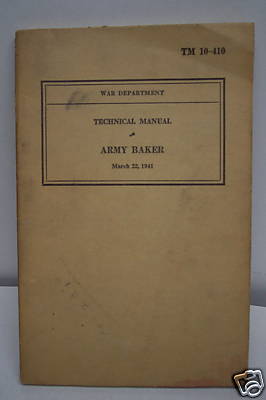 TM 10-410
WAR DEPARTMENT
TECHNICAL MANUAL
ARMY BAKER
March 22, 1941